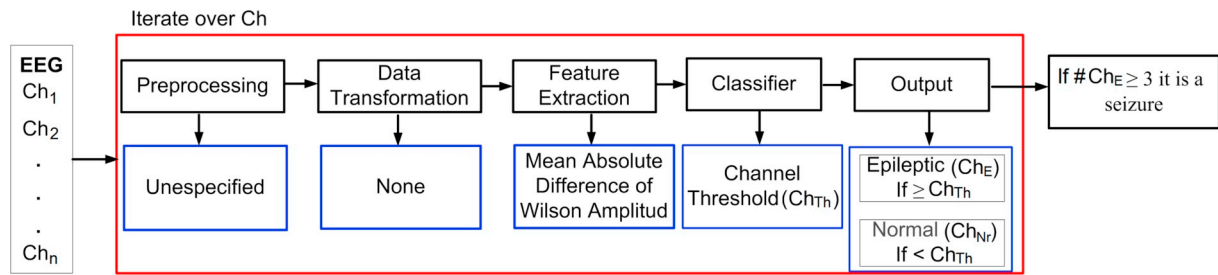 Iterate over Ch
EEG
Ch1
Ch2
.
.
.
.
Chn
Preprocessing
Unespecified
Data
Transformation
None
Feature
Extraction
Mean Absolute
Difference of
Wilson Amplitud
Classifier
Channel
Threshold (ChTh)
Output
Epileptic (ChE)
If ≥ ChTh
Normal (ChNr)
If < ChTh
If #ChE ≥ 3 it is a
seizure